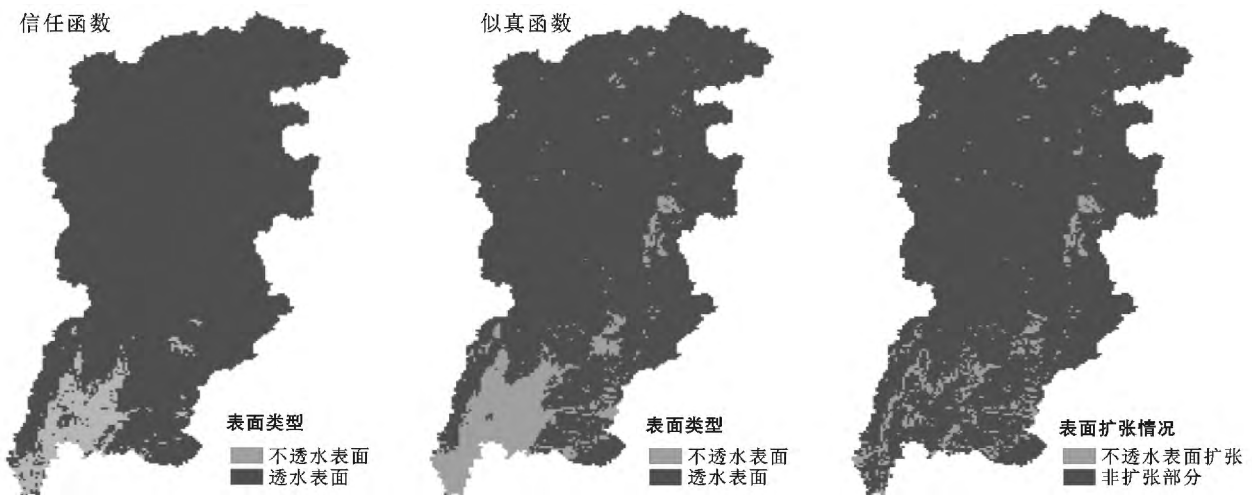 信任函数
表面类型
不透水表面
透水表面
似真函数
表面类型
不透水表面
透水表面
表面扩张情况
不透水表面扩张
非扩张部分